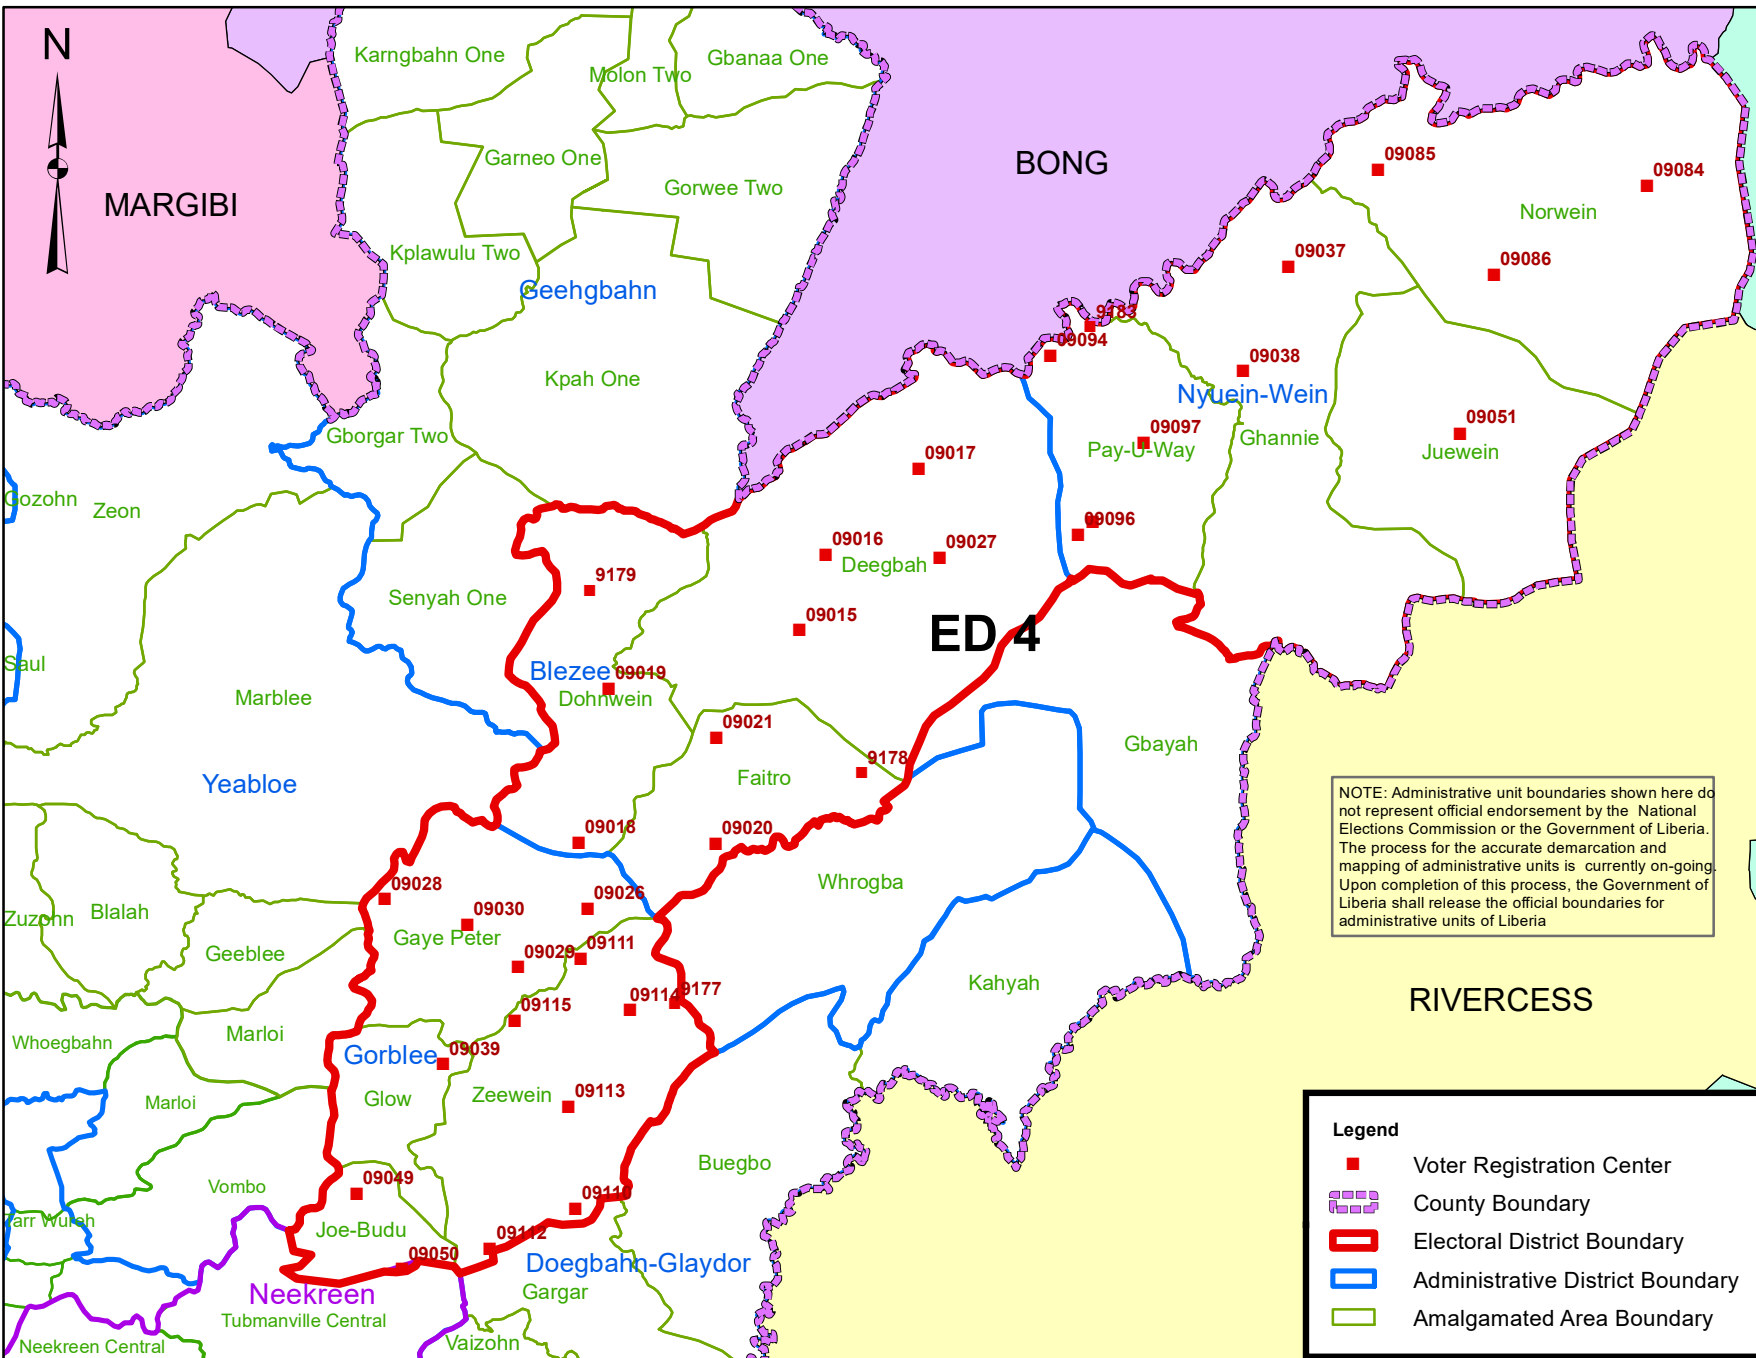 N
Karngbahn One
Molon Two
Gbanaa One
MARGIBI
BONG
Garneo One
Gorwee Two
09085
09084
Norwein
Kplawulu Two
Geehgbahn
09037
09086
9183
09094
09038
Kpah One
Nyuein-Wein
Gborgar Two
09017
09097
Pay-U-Way
Ghannie
09051
Juewein
Gozohn
Zeon
09016
09027
Deegbah
09096
9179
Senyah One
09015
ED 4
Saul
Blezee
09019
Dohnwein
Marblee
09021
Gbayah
Faitro
9178
Yeabloe
NOTE: Administrative unit boundaries shown here do
not represent official endorsement by the National
Elections Commission or the Government of Liberia.
The process for the accurate demarcation and
mapping of administrative units is currently on-going.
Upon completion of this process, the Government of
Liberia shall release the official boundaries for
administrative units of Liberia
09018
09020
09028
09026
Whrogba
Zuzohn
Blalah
09030
Gaye Peter
Geeblee
09029
09111
Kahyah
09114
9177
RIVERCESS
09115
Marloi
Whoegbahn
Gorblee
09039
Marloi
Glow
Zeewein
09113
Legend
Voter Registration Center
County Boundary
Electoral District Boundary
Administrative District Boundary
Amalgamated Area Boundary
Buegbo
Vombo
09049
09110
Joe-Budu
09112
09050
Doegbahn-Glaydor
Neekreen
Gargar
Tubmanville Central
Vaizohn
Neekreen Central